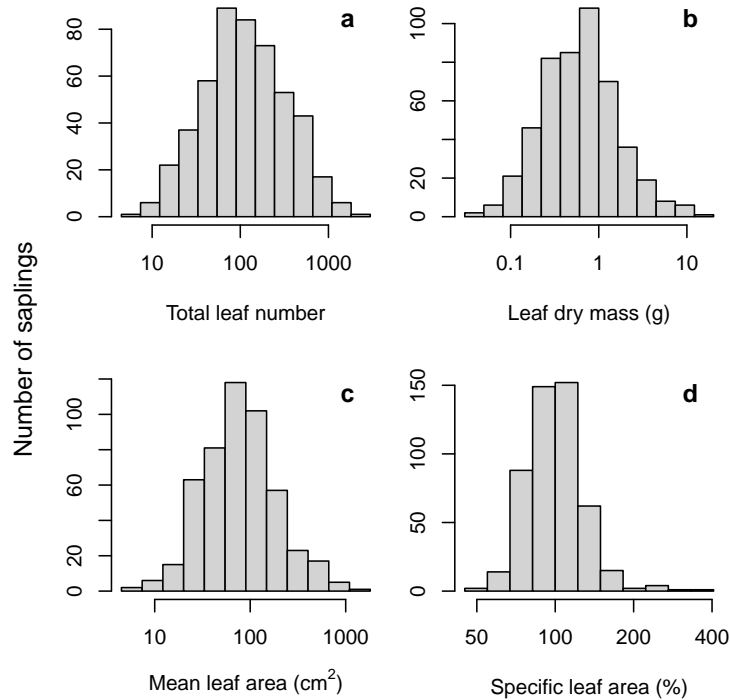 a
80
60
40
20
0
10 100 1000
Total leaf number
b
100
60
20
0
0.1 1 10
Leaf dry mass (g)
Number of saplings
c
100
60
20
0
10 100 1000
Mean leaf area (cm²)
d
150
100
50
0
50 100 200 400
Specific leaf area (%)